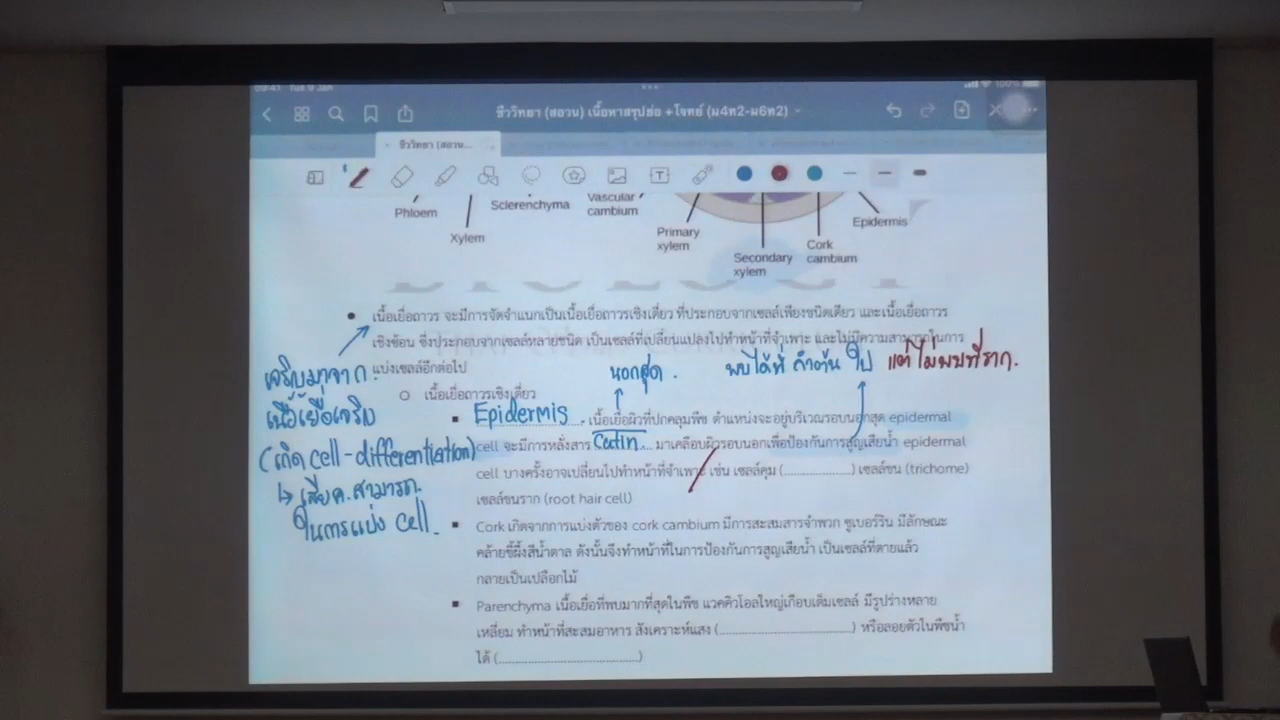 09:41 Tue 9 Jan
100%
ชีววิทยา (สอวน) เนื้อหาสรุปย่อ +โจทย์ (ม4ท2-ม6ท2)
ชีววิทยา (สอวน...
Phloem
Xylem
Sclerenchyma
Vascular
cambium
Primary
xylem
Secondary
xylem
Cork
cambium
Epidermis
เนื้อเยื่อถาวร จะมีการจัดจำแนกเป็นเนื้อเยื่อถาวรเชิงเดี่ยว ที่ประกอบจากเซลล์เพียงชนิดเดียว และเนื้อเยื่อถาวร
เชิงซ้อน ซึ่งประกอบจากเซลล์หลายชนิด เป็นเซลล์ที่เปลี่ยนแปลงไปทำหน้าที่จำเพาะ และไม่มีความสามารถในการ
แบ่งเซลล์อีกต่อไป
นอกสุด.
พบได้ที่ ลำต้น ใบ แต่ไม่พบที่ราก.
เจริญมาจาก
เนื้อเยื่อเจริญ
(เกิด cell-differentiation)
↳ เสียค.สามารถ
ในการแบ่ง cell.
เนื้อเยื่อถาวรเชิงเดี่ยว
Epidermis เนื้อเยื่อผิวที่ปกคลุมพืช ตำแหน่งจะอยู่บริเวณรอบนอกสุด epidermal
cell จะมีการหลั่งสาร Cutin มาเคลือบผิวรอบนอกเพื่อป้องกันการสูญเสียน้ำ epidermal
cell บางครั้งอาจเปลี่ยนไปทำหน้าที่จำเพาะ เช่น เซลล์คุม (....................) เซลล์ขน (trichome)
เซลล์ขนราก (root hair cell)
Cork เกิดจากการแบ่งตัวของ cork cambium มีการสะสมสารจำพวก ซูเบอร์ริน มีลักษณะ
คล้ายขี้ผึ้งสีน้ำตาล ดังนั้นจึงทำหน้าที่ในการป้องกันการสูญเสียน้ำ เป็นเซลล์ที่ตายแล้ว
กลายเป็นเปลือกไม้
Parenchyma เนื้อเยื่อที่พบมากที่สุดในพืช แวคคิวโอลใหญ่เกือบเต็มเซลล์ มีรูปร่างหลาย
เหลี่ยม ทำหน้าที่สะสมอาหาร สังเคราะห์แสง (........................................) หรือลอยตัวในพืชน้ำ
ได้ (..........................................)